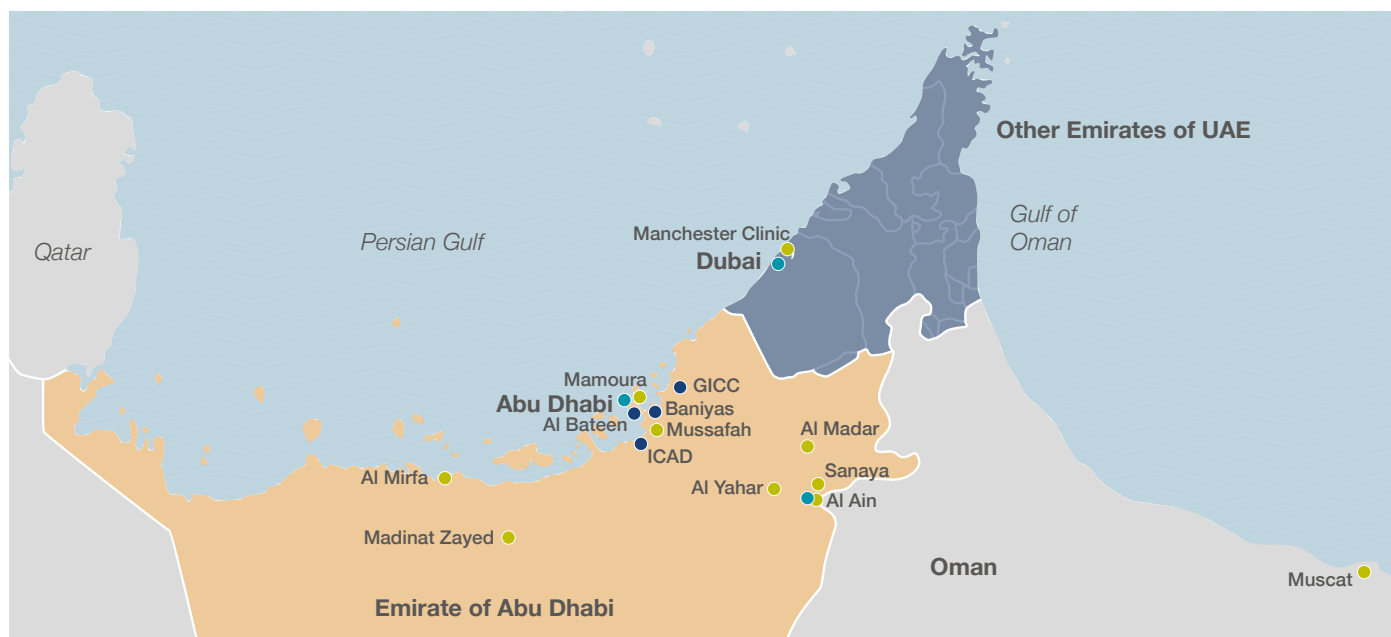 Other Emirates of UAE
Qatar
Persian Gulf
Gulf of
Oman
Manchester Clinic
Dubai
Mamoura
GICC
Abu Dhabi
Baniyas
Al Bateen
Mussafah
Al Madar
ICAD
Al Mirfa
Sanaya
Al Yahar
Al Ain
Madinat Zayed
Oman
Muscat
Emirate of Abu Dhabi